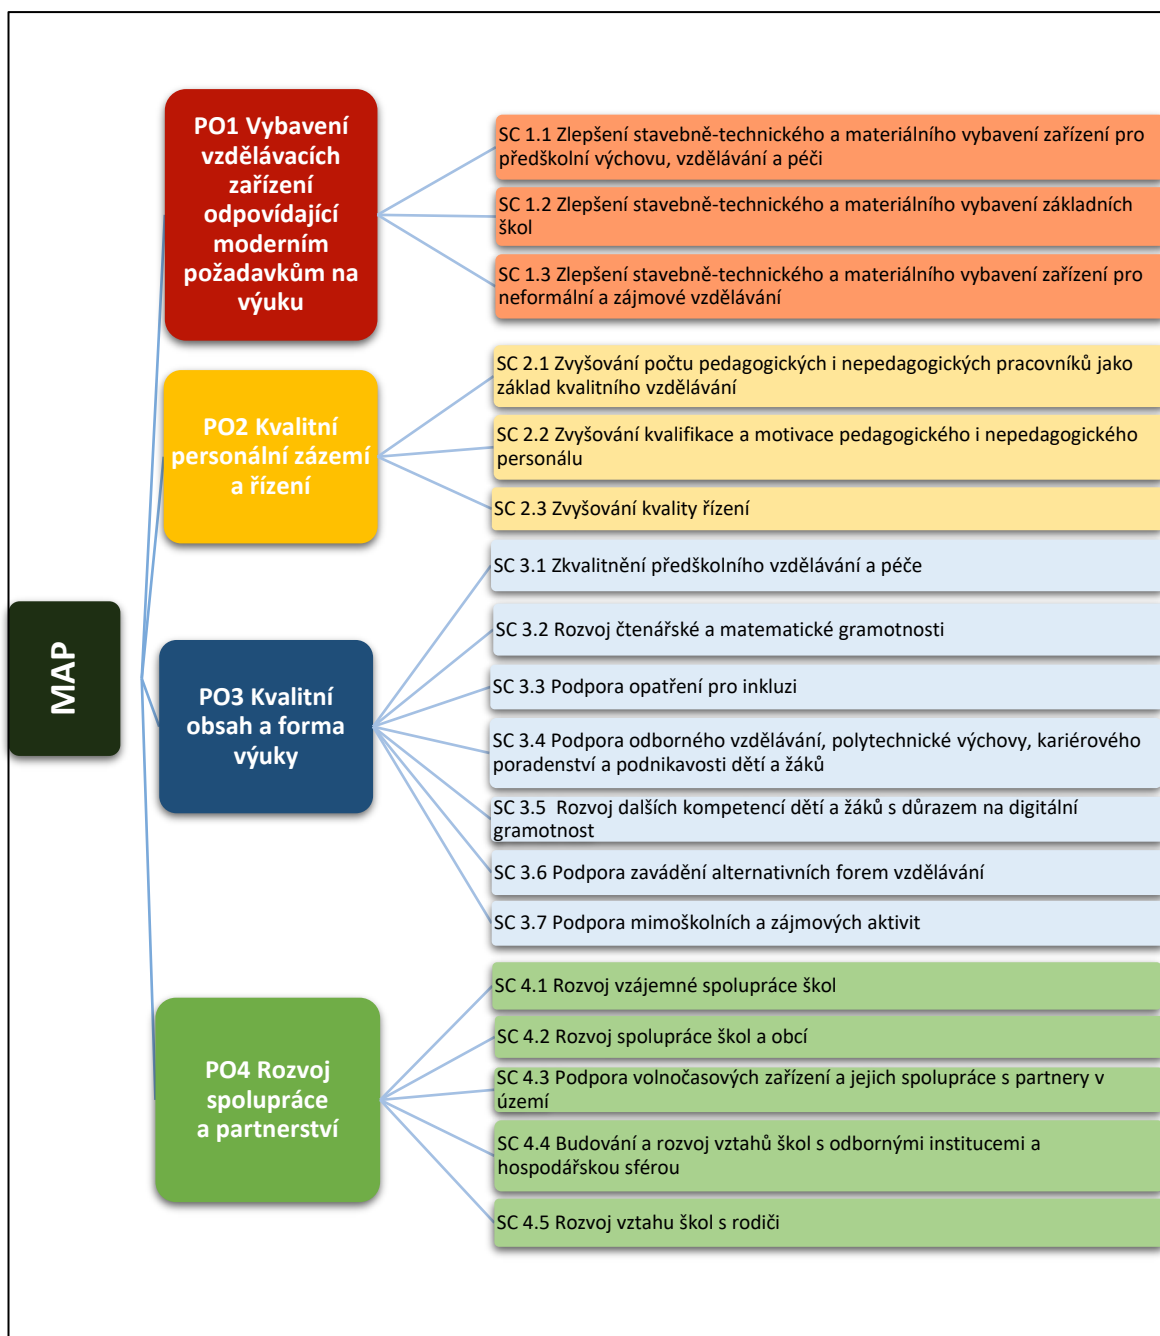 MAP
PO1 Vybavení
vzdělávacích
zařízení
odpovídající
moderním
požadavkům na
výuku
SC 1.1 Zlepšení stavebně-technického a materiálního vybavení zařízení pro
předškolní výchovu, vzdělávání a péči
SC 1.2 Zlepšení stavebně-technického a materiálního vybavení základních
škol
SC 1.3 Zlepšení stavebně-technického a materiálního vybavení zařízení pro
neformální a zájmové vzdělávání
PO2 Kvalitní
personální zázemí
a řízení
SC 2.1 Zvyšování počtu pedagogických i nepedagogických pracovníků jako
základ kvalitního vzdělávání
SC 2.2 Zvyšování kvalifikace a motivace pedagogického i nepedagogického
personálu
SC 2.3 Zvyšování kvality řízení
PO3 Kvalitní
obsah a forma
výuky
SC 3.1 Zkvalitnění předškolního vzdělávání a péče
SC 3.2 Rozvoj čtenářské a matematické gramotnosti
SC 3.3 Podpora opatření pro inkluzi
SC 3.4 Podpora odborného vzdělávání, polytechnické výchovy, kariérového
poradenství a podnikavosti dětí a žáků
SC 3.5  Rozvoj dalších kompetencí dětí a žáků s důrazem na digitální
gramotnost
SC 3.6 Podpora zavádění alternativních forem vzdělávání
SC 3.7 Podpora mimoškolních a zájmových aktivit
PO4 Rozvoj
spolupráce
a partnerství
SC 4.1 Rozvoj vzájemné spolupráce škol
SC 4.2 Rozvoj spolupráce škol a obcí
SC 4.3 Podpora volnočasových zařízení a jejich spolupráce s partnery v
území
SC 4.4 Budování a rozvoj vztahů škol s odbornými institucemi a
hospodářskou sférou
SC 4.5 Rozvoj vztahu škol s rodiči